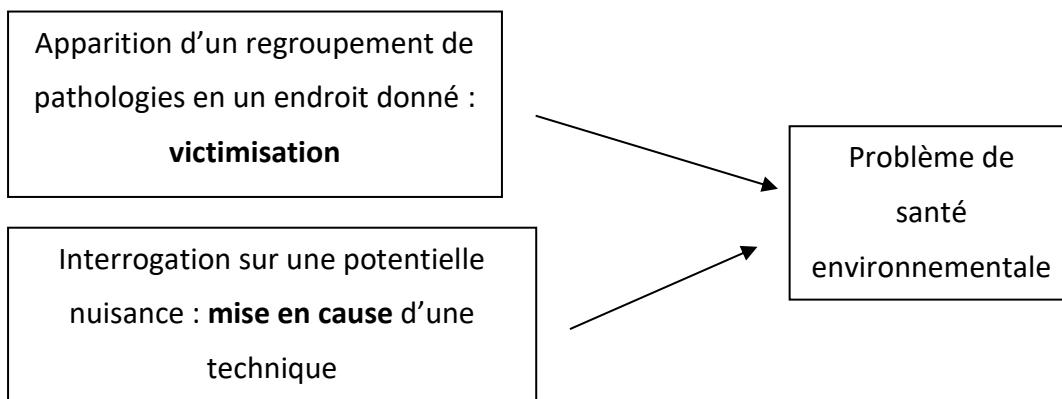 Apparition d’un regroupement de
pathologies en un endroit donné :
victimisation
Interrogation sur une potentielle
nuisance : mise en cause d’une
technique
Problème de
santé
environnementale